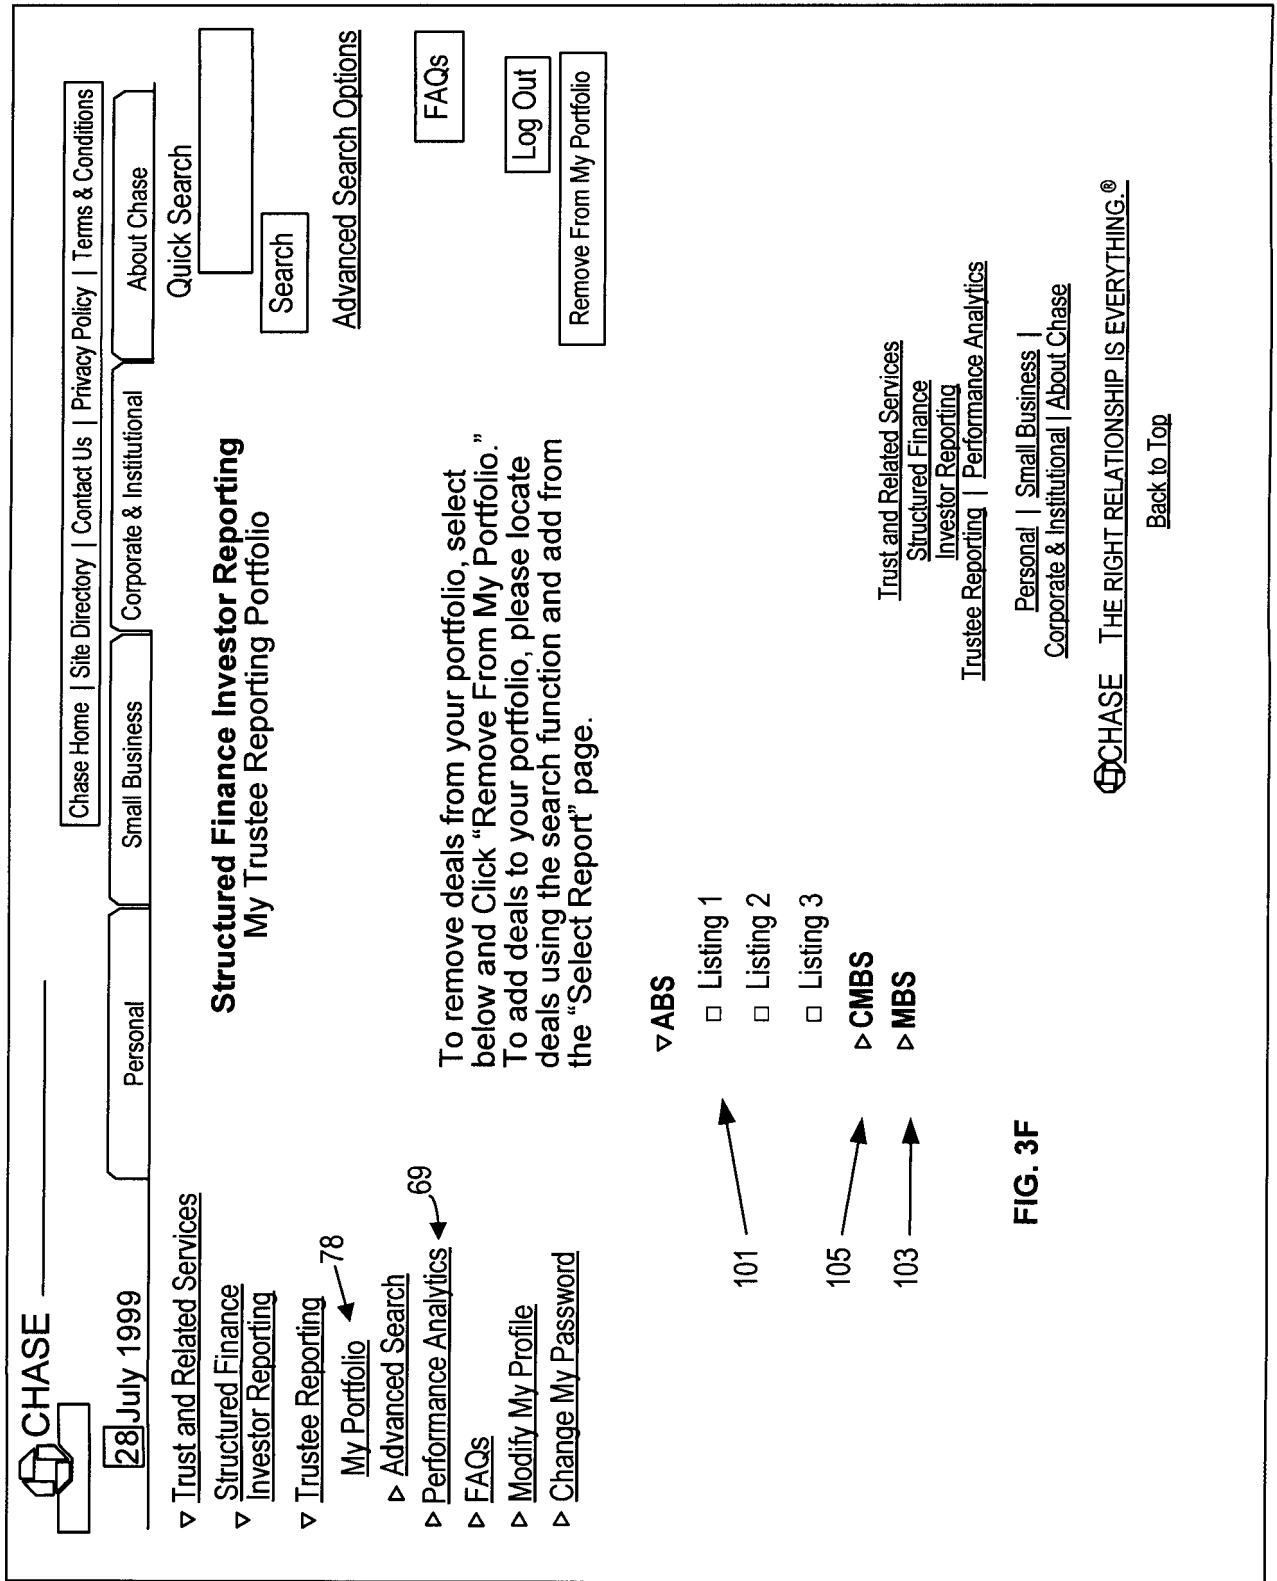 CHASE
28 July 1999
Chase Home | Site Directory | Contact Us | Privacy Policy | Terms & Conditions
Personal
Small Business
Corporate & Institutional
About Chase
▿ Trust and Related Services
▿ Structured Finance
Investor Reporting
▿ Trustee Reporting
My Portfolio
78
▹ Advanced Search
▹ Performance Analytics
69
▹ FAQs
▹ Modify My Profile
▹ Change My Password
Structured Finance Investor Reporting
My Trustee Reporting Portfolio
Quick Search
Search
Advanced Search Options
FAQs
Log Out
Remove From My Portfolio
To remove deals from your portfolio, select
below and Click “Remove From My Portfolio.”
To add deals to your portfolio, please locate
deals using the search function and add from
the “Select Report” page.
▿ ABS
□ Listing 1
□ Listing 2
□ Listing 3
▹ CMBS
▹ MBS
101
105
103
Trust and Related Services
Structured Finance
Investor Reporting
Trustee Reporting | Performance Analytics
Personal | Small Business |
Corporate & Institutional | About Chase
CHASE THE RIGHT RELATIONSHIP IS EVERYTHING.®
Back to Top
FIG. 3F